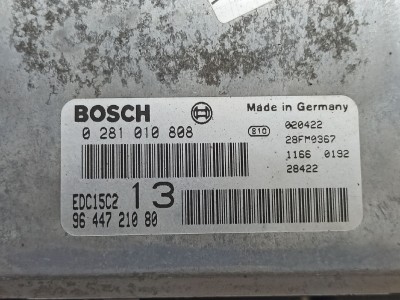 BOSCH Made in Germany
0 281 010 808 810 020422
28FM0367
1166 0192
28422
EDC15C2 13
96 447 210 80